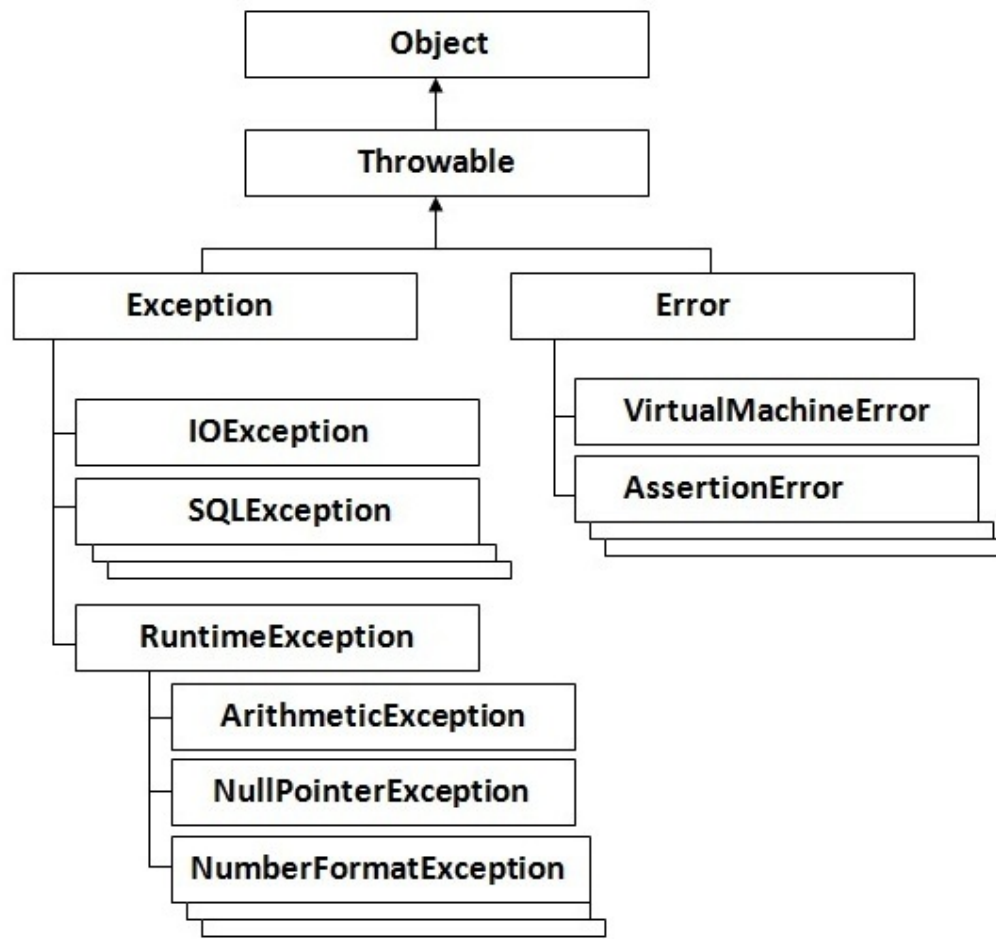 Object
Throwable
Exception
Error
IOException
SQLException
RuntimeException
ArithmeticException
NullPointerException
NumberFormatException
VirtualMachineError
AssertionError